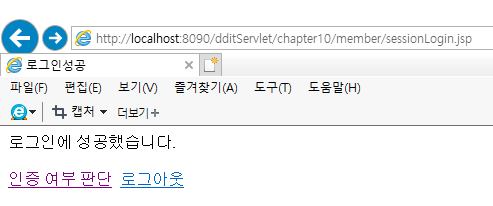 http://localhost:8090/dditServlet/chapter10/member/sessionLogin.jsp
로그인성공
파일(F) 편집(E) 보기(V) 즐겨찾기(A) 도구(T) 도움말(H)
캡처 더보기
로그인에 성공했습니다.
인증 여부 판단 로그아웃